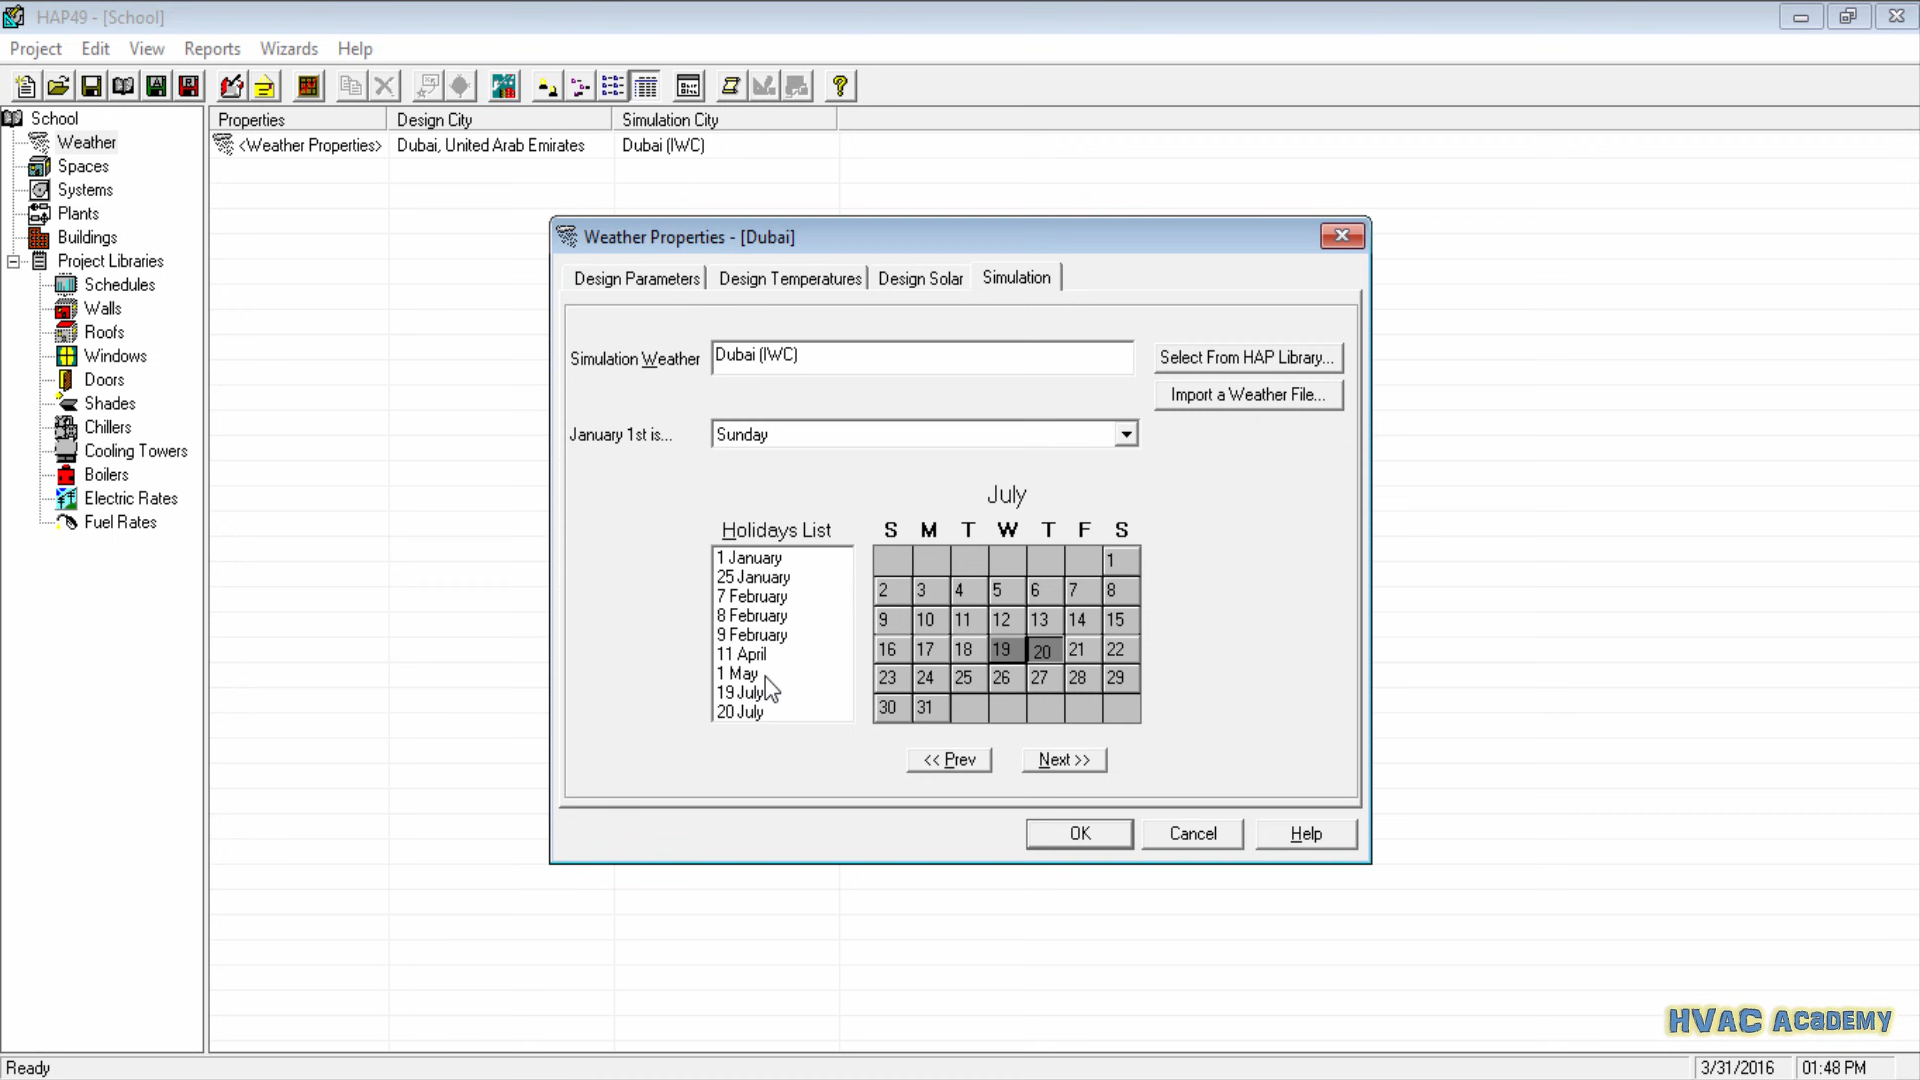 HAP49 - [School]
Project Edit View Reports Wizards Help
School
Weather
Spaces
Systems
Plants
Buildings
Project Libraries
Schedules
Walls
Roofs
Windows
Doors
Shades
Chillers
Cooling Towers
Boilers
Electric Rates
Fuel Rates
Properties Design City Simulation City
<Weather Properties> Dubai, United Arab Emirates Dubai (IWC)
Weather Properties - [Dubai]
Design Parameters Design Temperatures Design Solar Simulation
Simulation Weather Dubai (IWC) Select From HAP Library...
Import a Weather File...
January 1st is... Sunday
Holidays List
1 January
25 January
7 February
8 February
9 February
11 April
1 May
19 July
20 July
July
S M T W T F S
1
2 3 4 5 6 7 8
9 10 11 12 13 14 15
16 17 18 19 20 21 22
23 24 25 26 27 28 29
30 31
<< Prev Next >>
OK Cancel Help
HVAC Academy
Ready 3/31/2016 01:48 PM